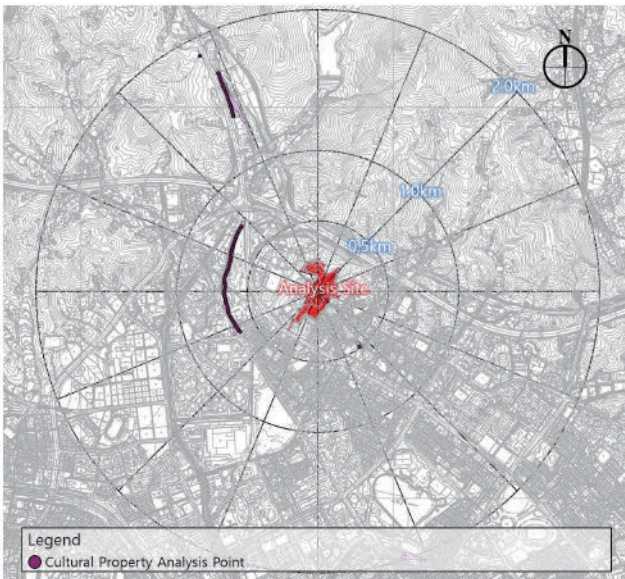 N
2.0km
1.0km
0.5km
Analysis Site
Legend
Cultural Property Analysis Point